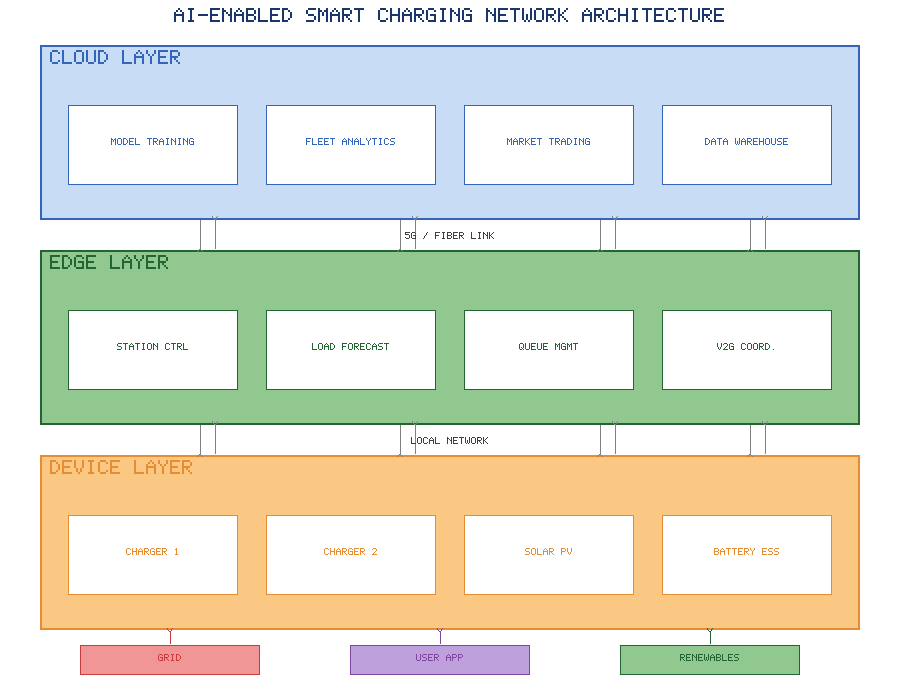 AI-ENABLED SMART CHARGING NETWORK ARCHITECTURE
CLOUD LAYER
MODEL TRAINING
FLEET ANALYTICS
MARKET TRADING
DATA WAREHOUSE
5G / FIBER LINK
EDGE LAYER
STATION CTRL
LOAD FORECAST
QUEUE MGMT
V2G COORD.
LOCAL NETWORK
DEVICE LAYER
CHARGER 1
CHARGER 2
SOLAR PV
BATTERY ESS
GRID
USER APP
RENEWABLES